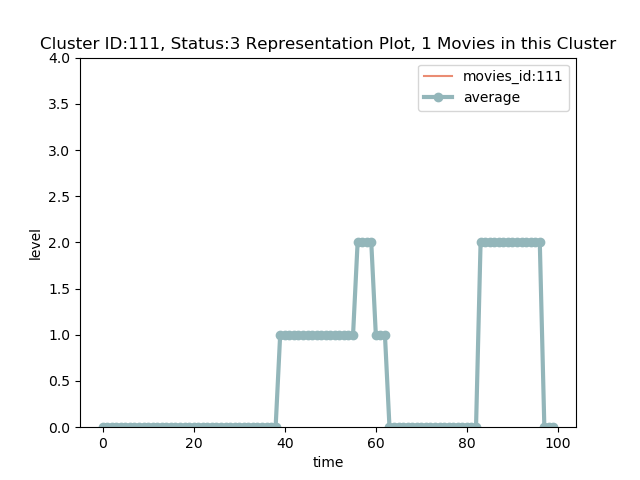 Cluster ID:111, Status:3 Representation Plot, 1 Movies in this Cluster
movies_id:111
average
level
4.0
3.5
3.0
2.5
2.0
1.5
1.0
0.5
0.0
0 20 40 60 80 100
time